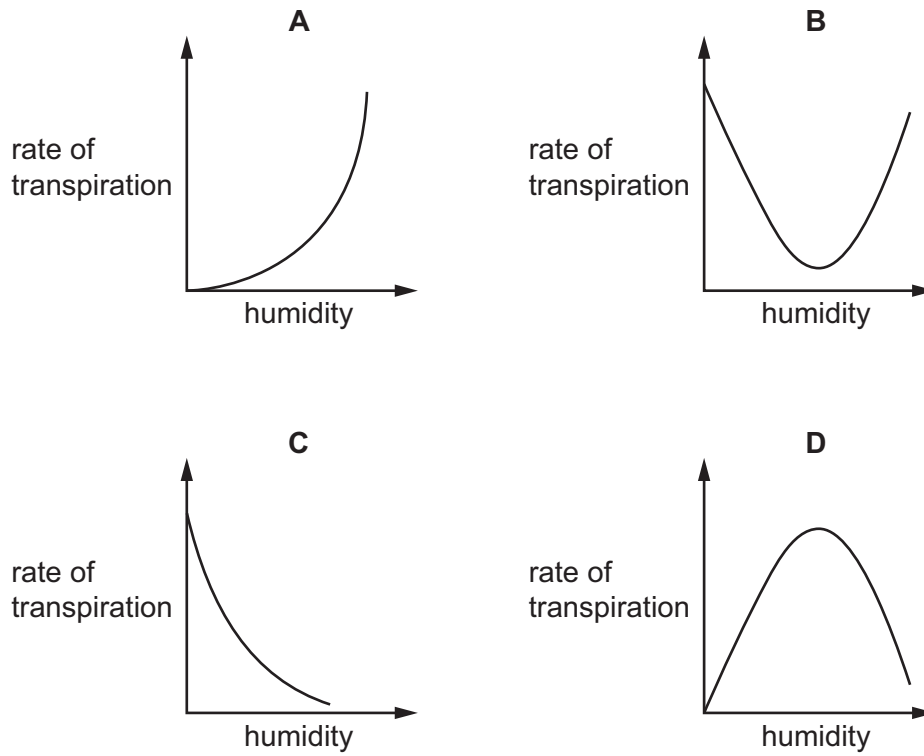 A
rate of
transpiration
humidity
B
rate of
transpiration
humidity
C
rate of
transpiration
humidity
D
rate of
transpiration
humidity